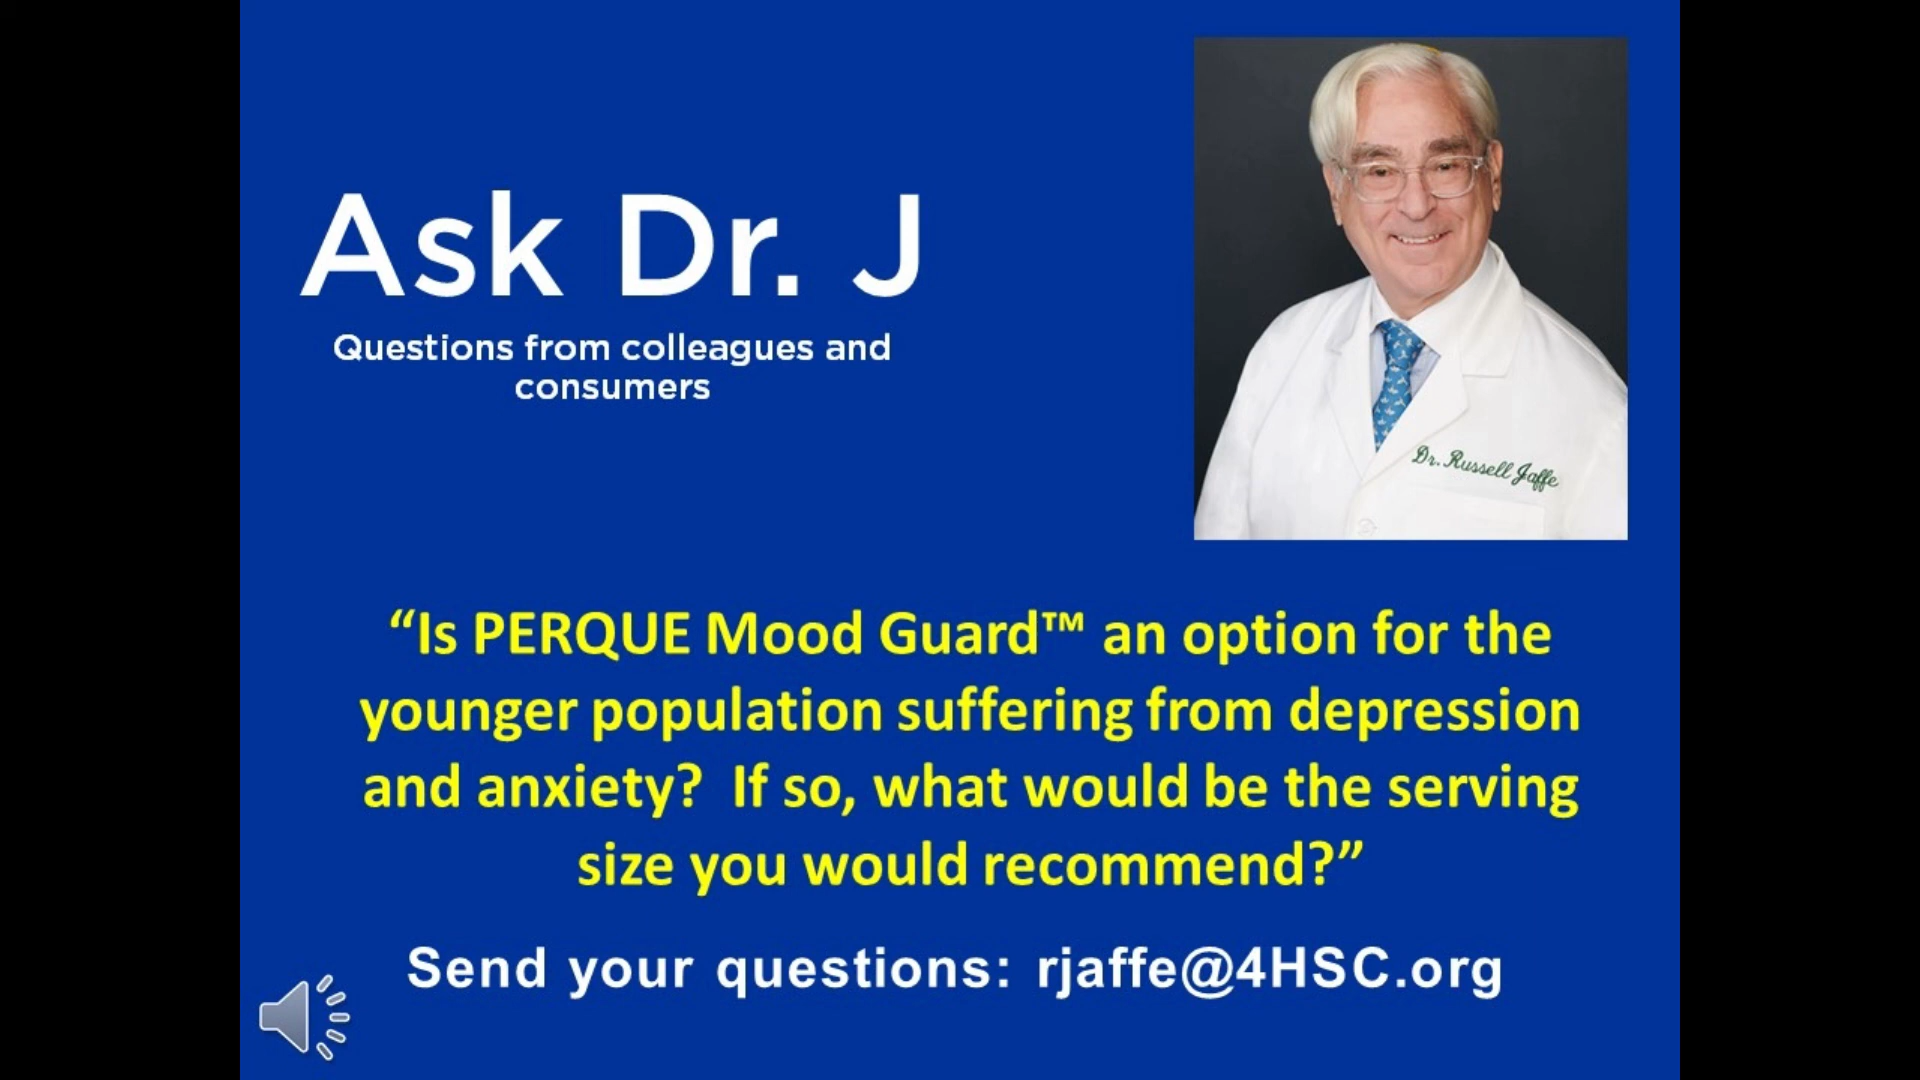 Ask Dr. J
Questions from colleagues and
consumers
Dr. Russell Jaffe
“Is PERQUE Mood Guard™ an option for the
younger population suffering from depression
and anxiety?  If so, what would be the serving
size you would recommend?”
Send your questions: rjaffe@4HSC.org